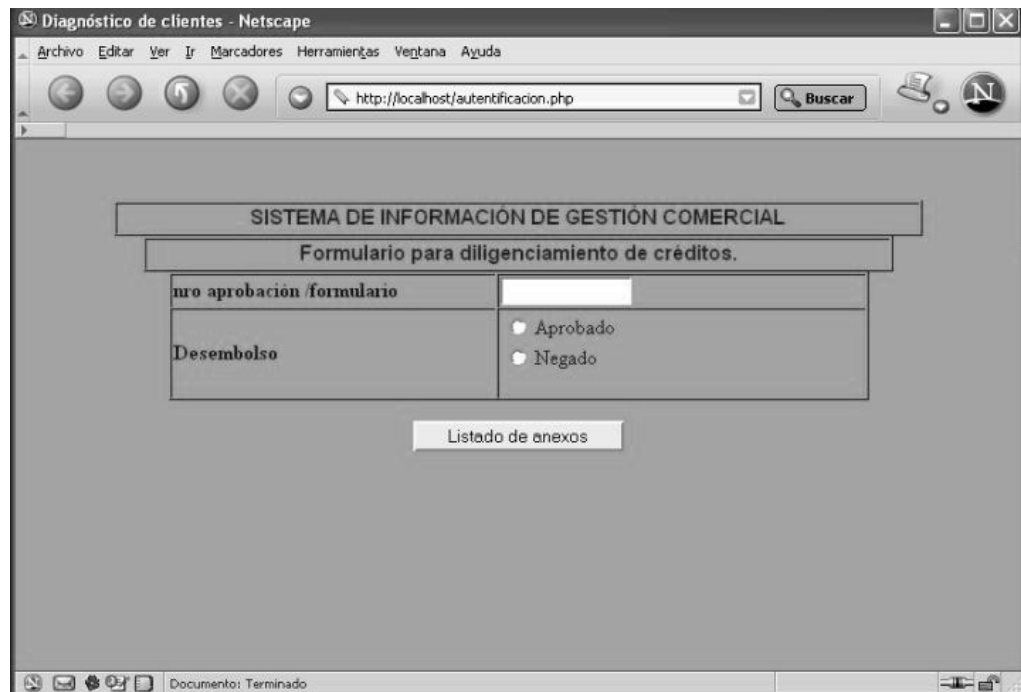 Diagnóstico de clientes - Netscape
Archivo Editar Ver Ir Marcadores Herramientas Ventana Ayuda
http://localhost/autentificacion.php Buscar N
SISTEMA DE INFORMACIÓN DE GESTIÓN COMERCIAL
Formulario para diligenciamiento de créditos.
nro aprobación /formulario
Desembolso
Aprobado
Negado
Listado de anexos
Documento: Terminado